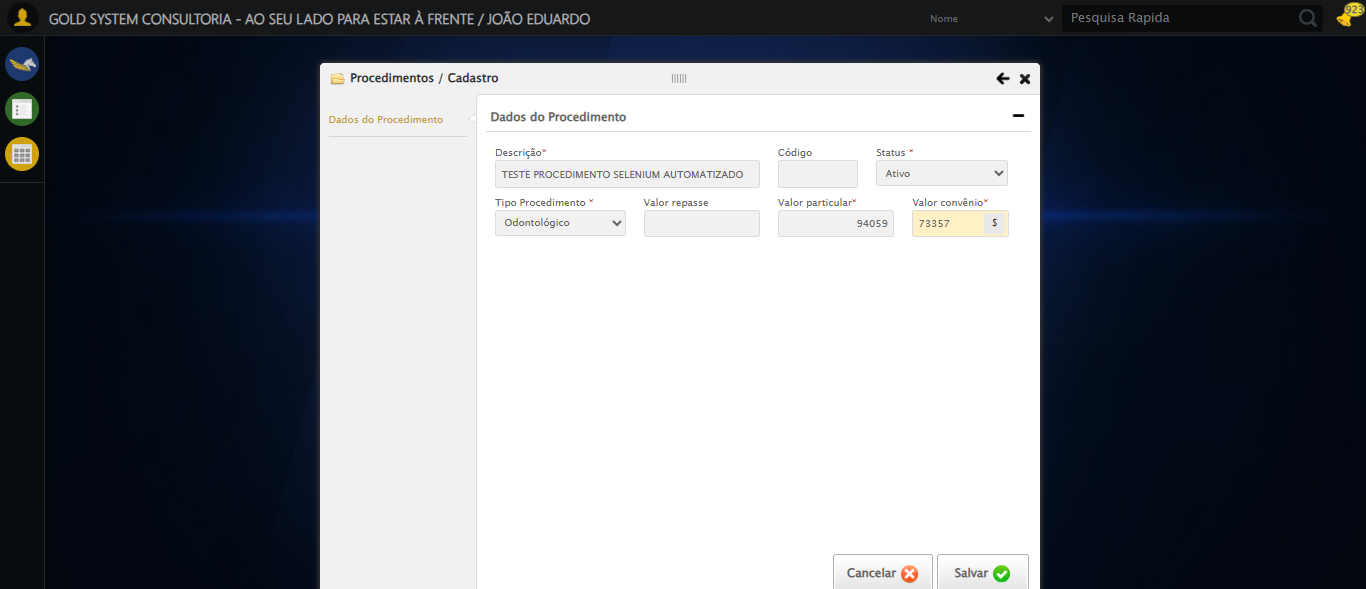 GOLD SYSTEM CONSULTORIA - AO SEU LADO PARA ESTAR À FRENTE / JOÃO EDUARDO
Nome
Pesquisa Rapida
923
Procedimentos / Cadastro
Dados do Procedimento
Dados do Procedimento
Descrição*
Código
Status *
TESTE PROCEDIMENTO SELENIUM AUTOMATIZADO
Ativo
Tipo Procedimento *
Valor repasse
Valor particular*
Valor convênio*
Odontológico
94059
73357
$
Cancelar
Salvar